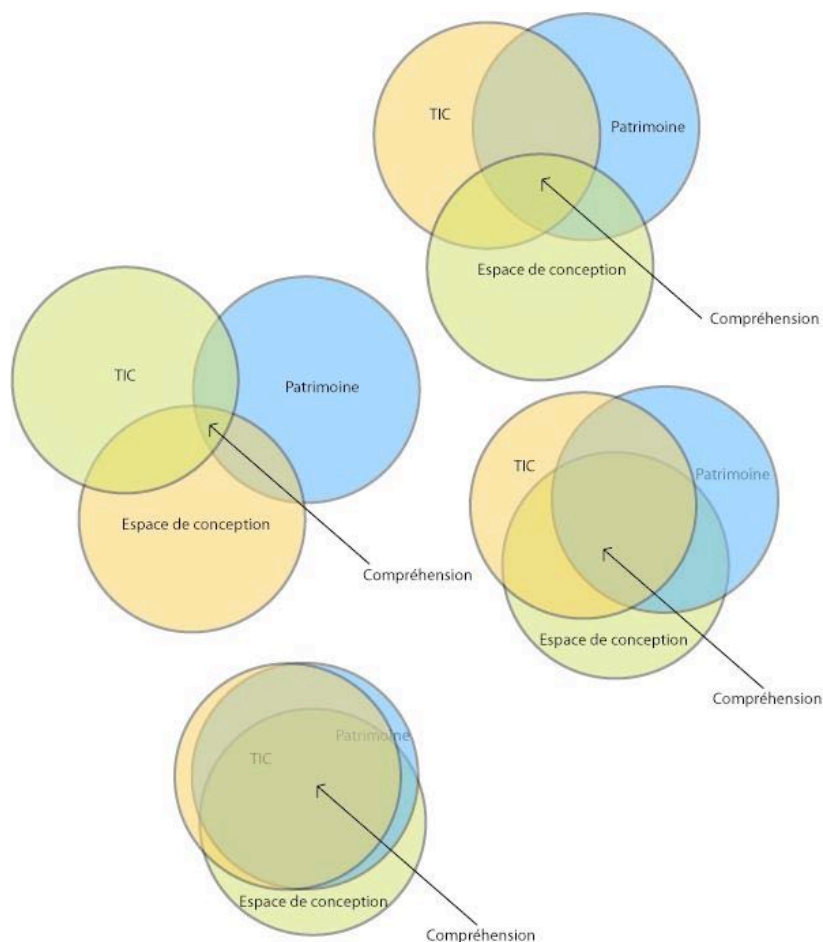 TIC
Patrimoine
Espace de conception
Compréhension
TIC
Patrimoine
Espace de conception
Compréhension
TIC
Patrimoine
Espace de conception
Compréhension
TIC
Patrimoine
Espace de conception
Compréhension